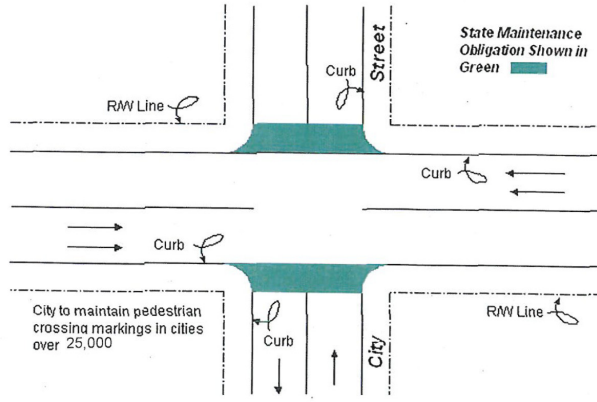 State Maintenance
Obligation Shown in
Green
Street
Curb
R/W Line
Curb
Curb
City to maintain pedestrian
crossing markings in cities
over 25,000
R/W Line
Curb
City